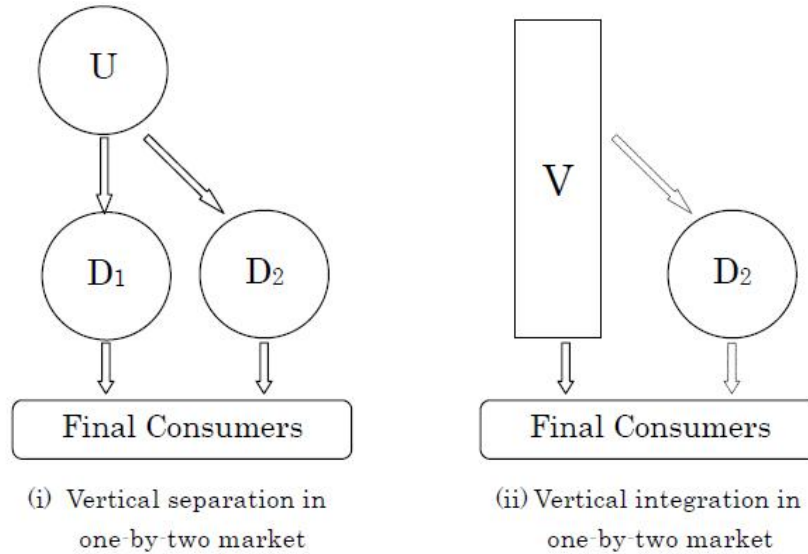 U
D₁
D₂
Final Consumers
(i) Vertical separation in
one-by-two market
V
D₂
Final Consumers
(ii) Vertical integration in
one-by-two market